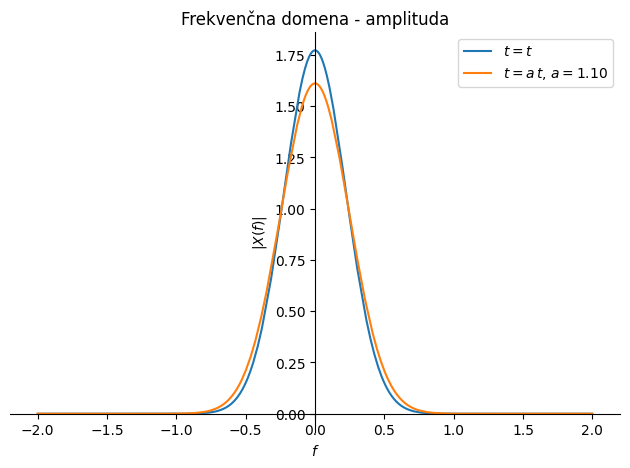 Frekvenčna domena - amplituda
t = t
t = a t, a = 1.10
1.75
1.50
1.25
1.00
0.75
0.50
0.25
0.00
|X(f)|
−2.0 −1.5 −1.0 −0.5 0.0 0.5 1.0 1.5 2.0
f